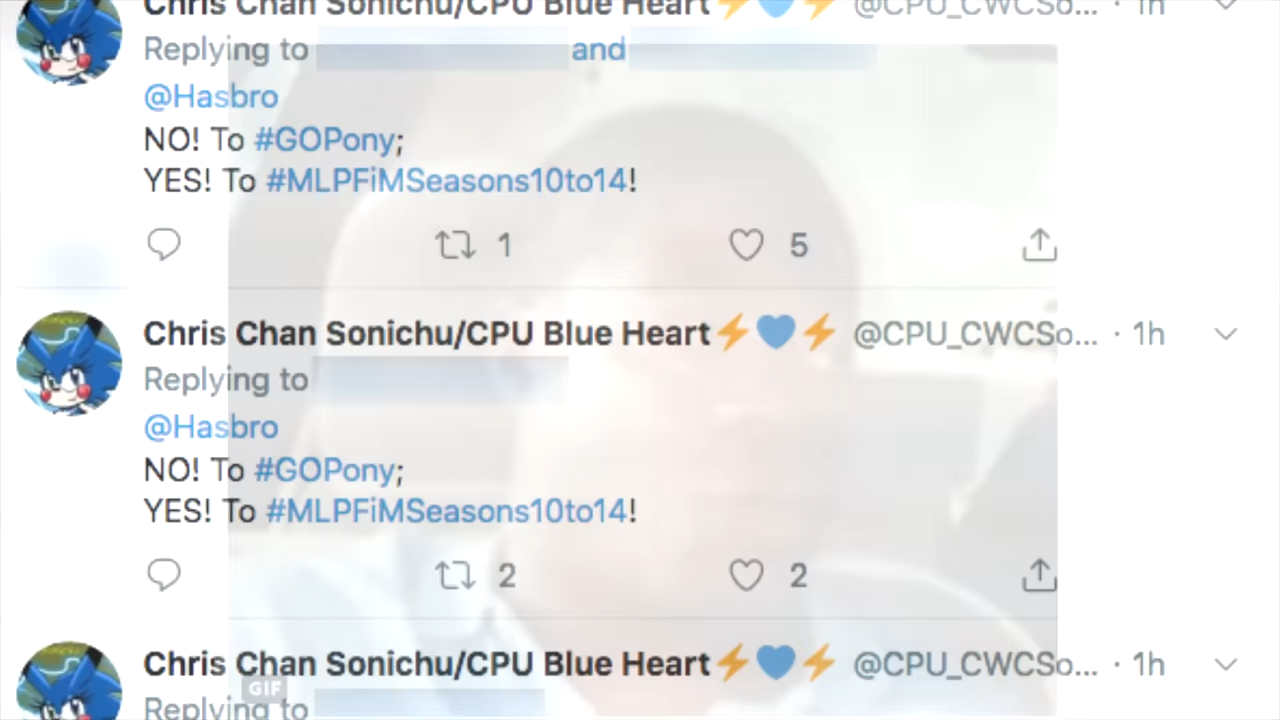 Chris Chan Sonichu/CPU Blue Heart⚡💙⚡ @CPU_CWCSo... · 1h
Replying to and
@Hasbro
NO! To #GOPony;
YES! To #MLPFiMSeasons10to14!
1 5
Chris Chan Sonichu/CPU Blue Heart⚡💙⚡ @CPU_CWCSo... · 1h
Replying to
@Hasbro
NO! To #GOPony;
YES! To #MLPFiMSeasons10to14!
2 2
Chris Chan Sonichu/CPU Blue Heart⚡💙⚡ @CPU_CWCSo... · 1h
GIF
Replying to